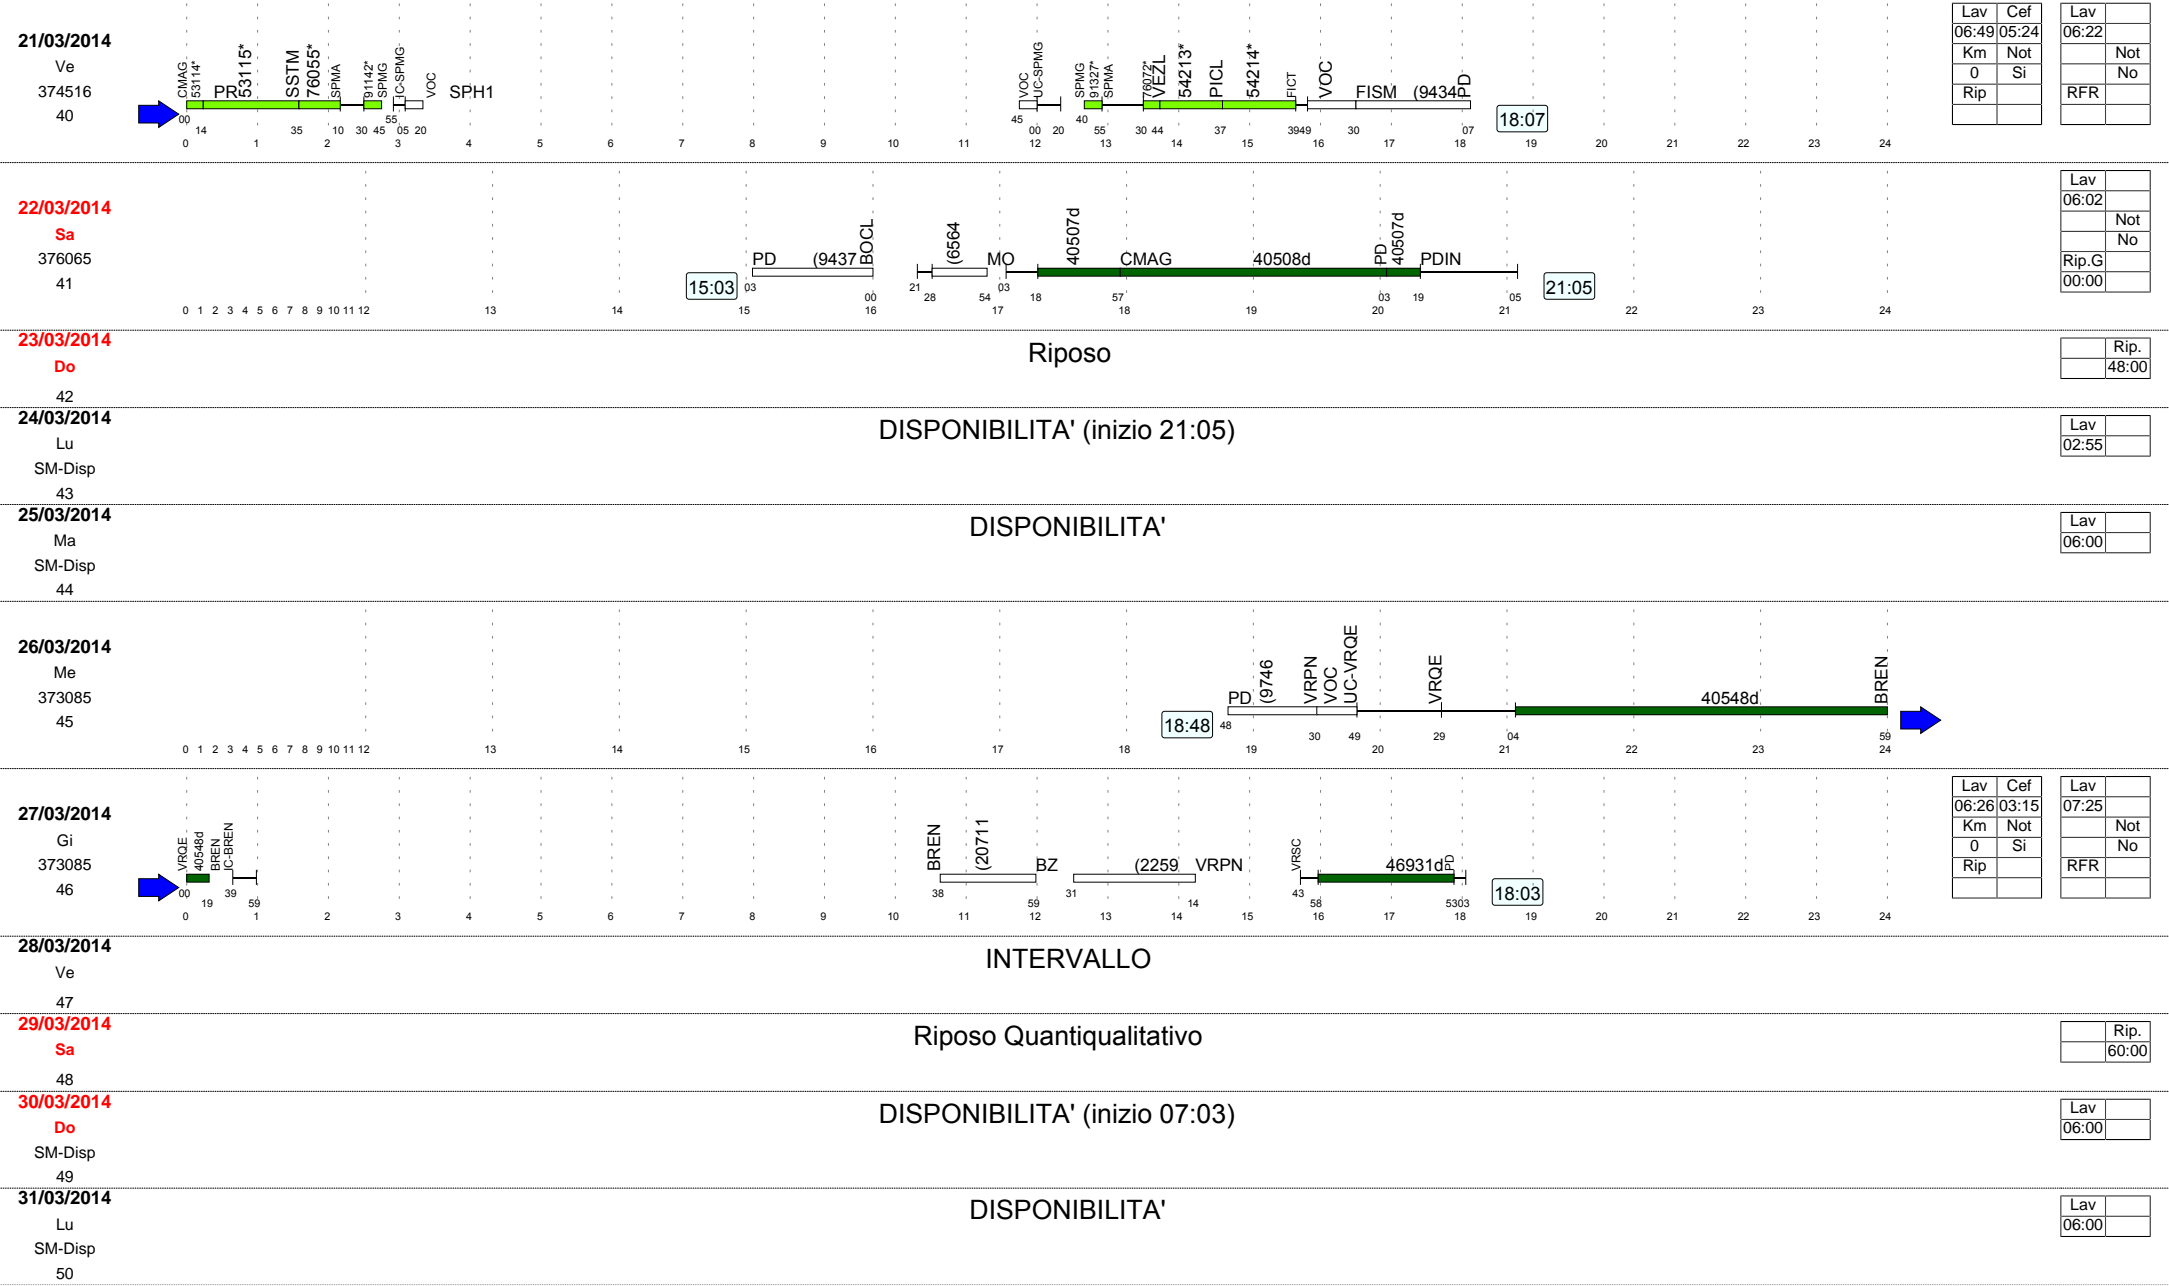 21/03/2014
Ve
374516
40
CMAG 53114* PR 53115* SSTM 76055* SPMA 91142* SPMG IC-SPMG VOC SPH1 VOC UC-SPMG SPMG 91327* SPMA 76072* VEZL 54213* PICL 54214* FICT VOC FISM (9434 PD
00 14 35 10 30 45 55 05 20 45 00 20 40 55 30 44 37 39 49 30 07
18:07
0 1 2 3 4 5 6 7 8 9 10 11 12 13 14 15 16 17 18 19 20 21 22 23 24
Lav Cef Lav
06:49 05:24 06:22
Km Not Not
0 Si No
Rip RFR
22/03/2014
Sa
376065
41
15:03
PD (9437 BOCL (6564 MO 40507d CMAG 40508d PD 40507d PDIN
03 00 21 28 54 03 18 57 03 19 05
21:05
0 1 2 3 4 5 6 7 8 9 10 11 12 13 14 15 16 17 18 19 20 21 22 23 24
Lav
06:02
Not
No
Rip.G
00:00
23/03/2014
Do
42
Riposo
Rip.
48:00
24/03/2014
Lu
SM-Disp
43
DISPONIBILITA' (inizio 21:05)
Lav
02:55
25/03/2014
Ma
SM-Disp
44
DISPONIBILITA'
Lav
06:00
26/03/2014
Me
373085
45
18:48
PD (9746 VRPN VOC UC-VRQE VRQE 40548d BREN
48 30 49 29 04 59
0 1 2 3 4 5 6 7 8 9 10 11 12 13 14 15 16 17 18 19 20 21 22 23 24
27/03/2014
Gi
373085
46
VRQE 40548d BREN IC-BREN BREN (20711 BZ (2259 VRPN VRSC 46931d PD
00 19 39 59 38 59 31 14 43 58 53 03
18:03
0 1 2 3 4 5 6 7 8 9 10 11 12 13 14 15 16 17 18 19 20 21 22 23 24
Lav Cef Lav
06:26 03:15 07:25
Km Not Not
0 Si No
Rip RFR
28/03/2014
Ve
47
INTERVALLO
29/03/2014
Sa
48
Riposo Quantiqualitativo
Rip.
60:00
30/03/2014
Do
SM-Disp
49
DISPONIBILITA' (inizio 07:03)
Lav
06:00
31/03/2014
Lu
SM-Disp
50
DISPONIBILITA'
Lav
06:00